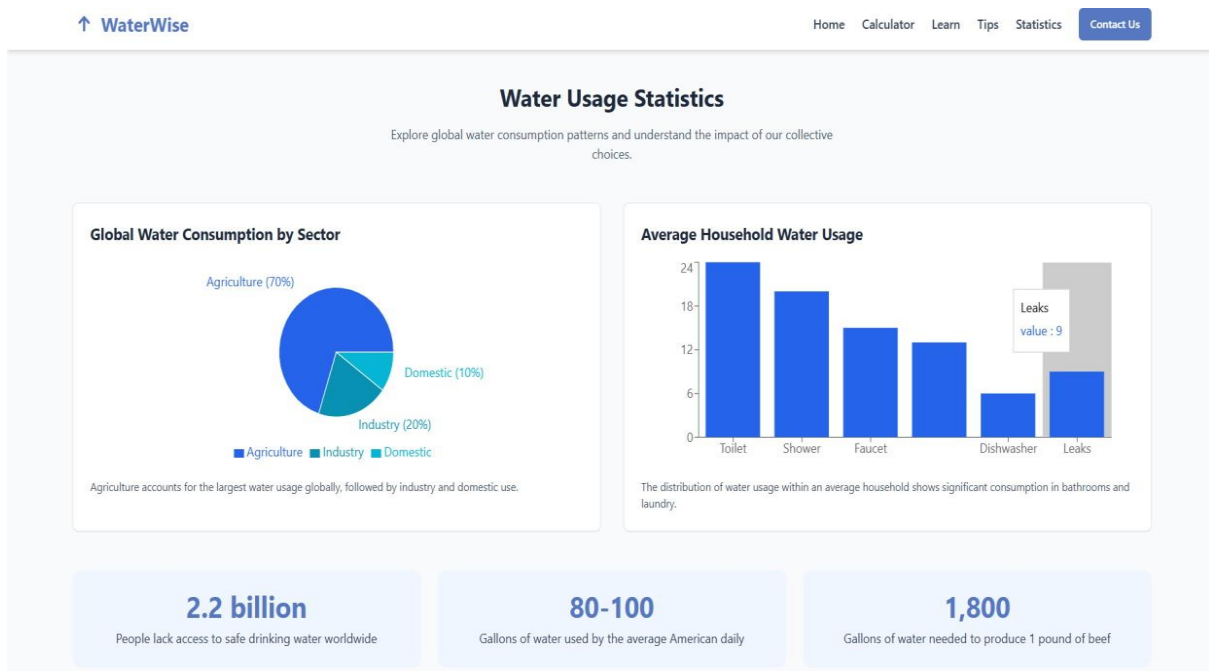 WaterWise
Home Calculator Learn Tips Statistics Contact Us
Water Usage Statistics
Explore global water consumption patterns and understand the impact of our collective
choices.
Global Water Consumption by Sector
Agriculture (70%)
Domestic (10%)
Industry (20%)
Agriculture Industry Domestic
Agriculture accounts for the largest water usage globally, followed by industry and domestic use.
Average Household Water Usage
24
18
12
6
0
Leaks
value : 9
Toilet Shower Faucet Dishwasher Leaks
The distribution of water usage within an average household shows significant consumption in bathrooms and
laundry.
2.2 billion
People lack access to safe drinking water worldwide
80-100
Gallons of water used by the average American daily
1,800
Gallons of water needed to produce 1 pound of beef